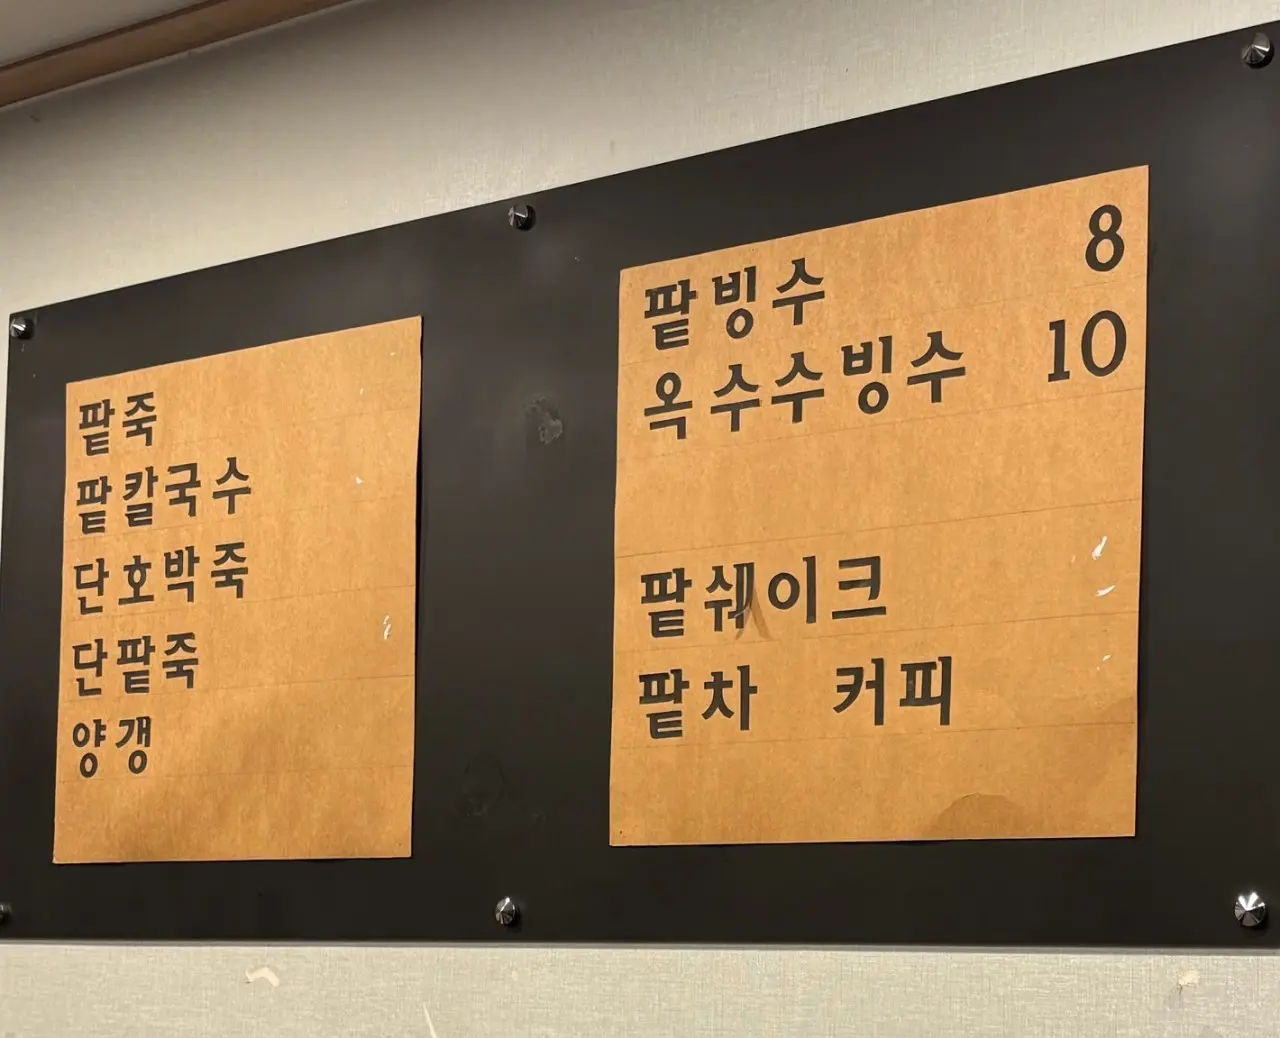 팥죽
팥칼국수
단호박죽
단팥죽
양갱
팥빙수 8
옥수수빙수 10
팥쉐이크
팥차 커피